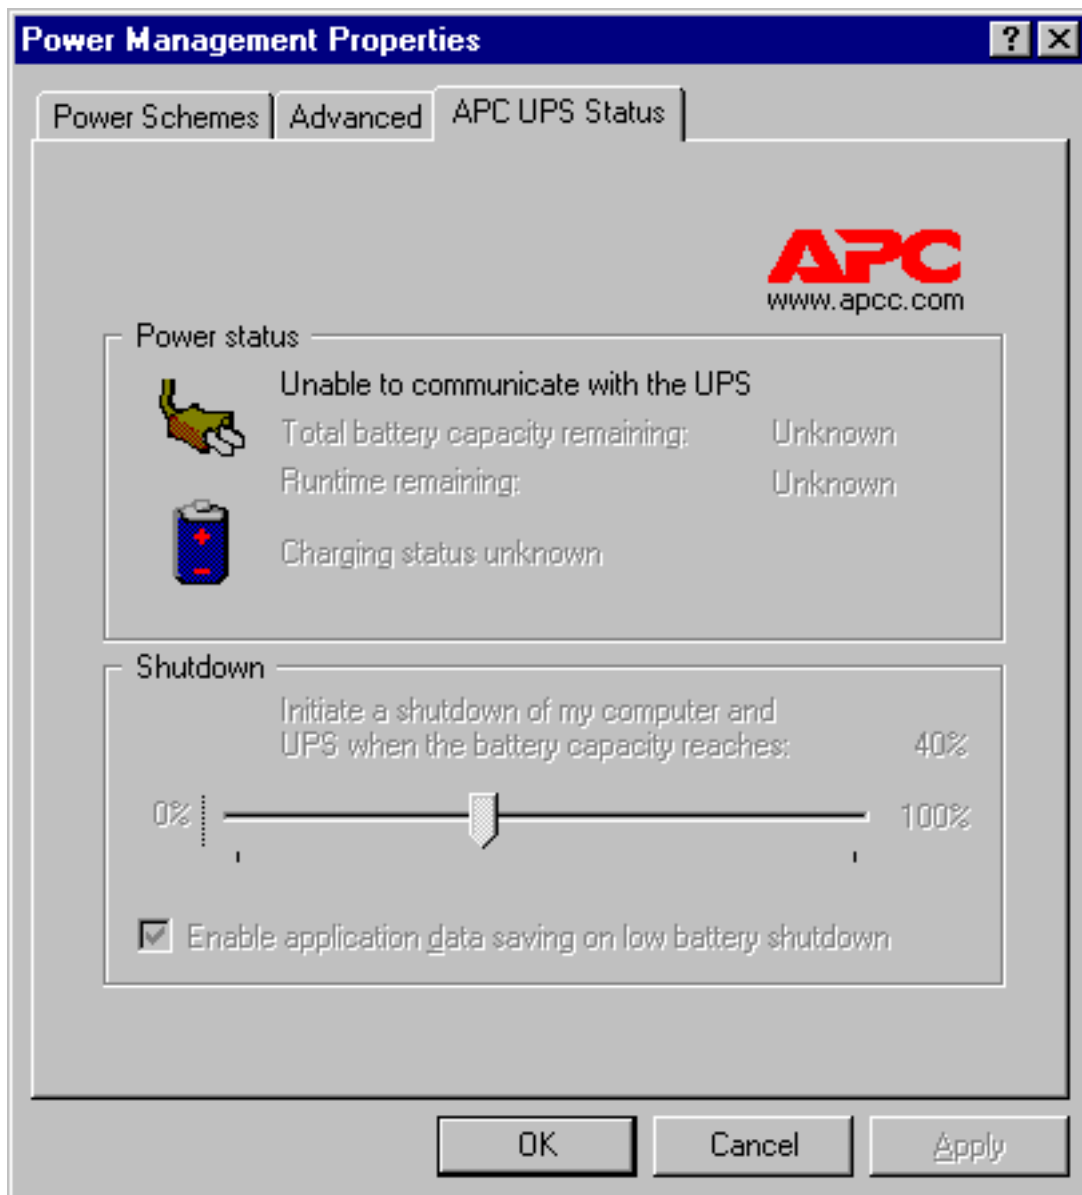 Power Management Properties
Power Schemes Advanced APC UPS Status
APC
www.apcc.com
Power status
Unable to communicate with the UPS
Total battery capacity remaining: Unknown
Runtime remaining: Unknown
Charging status unknown
Shutdown
Initiate a shutdown of my computer and
UPS when the battery capacity reaches: 40%
0% 100%
Enable application data saving on low battery shutdown
OK Cancel Apply